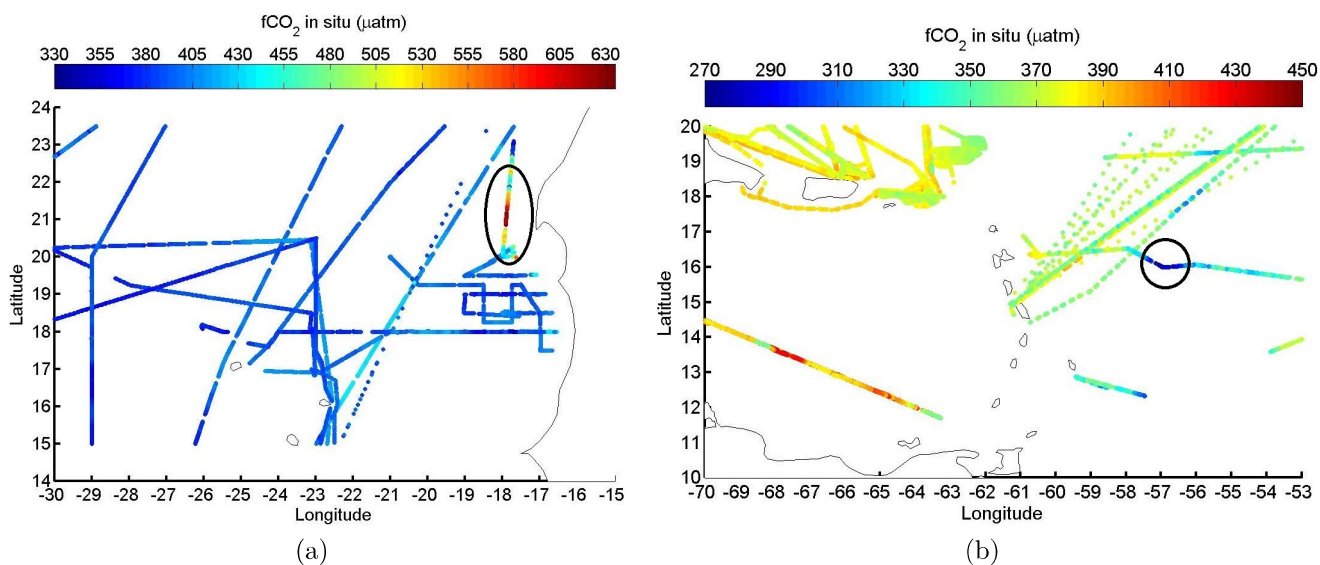 fCO2 in situ (µatm)
330 355 380 405 430 455 480 505 530 555 580 605 630
24
23
22
21
20
19
18
17
16
15
14
Latitude
-30 -29 -28 -27 -26 -25 -24 -23 -22 -21 -20 -19 -18 -17 -16 -15
Longitude
(a)
fCO2 in situ (µatm)
270 290 310 330 350 370 390 410 430 450
20
19
18
17
16
15
14
13
12
11
10
Latitude
-70 -69 -68 -67 -66 -65 -64 -63 -62 -61 -60 -59 -58 -57 -56 -55 -54 -53
Longitude
(b)